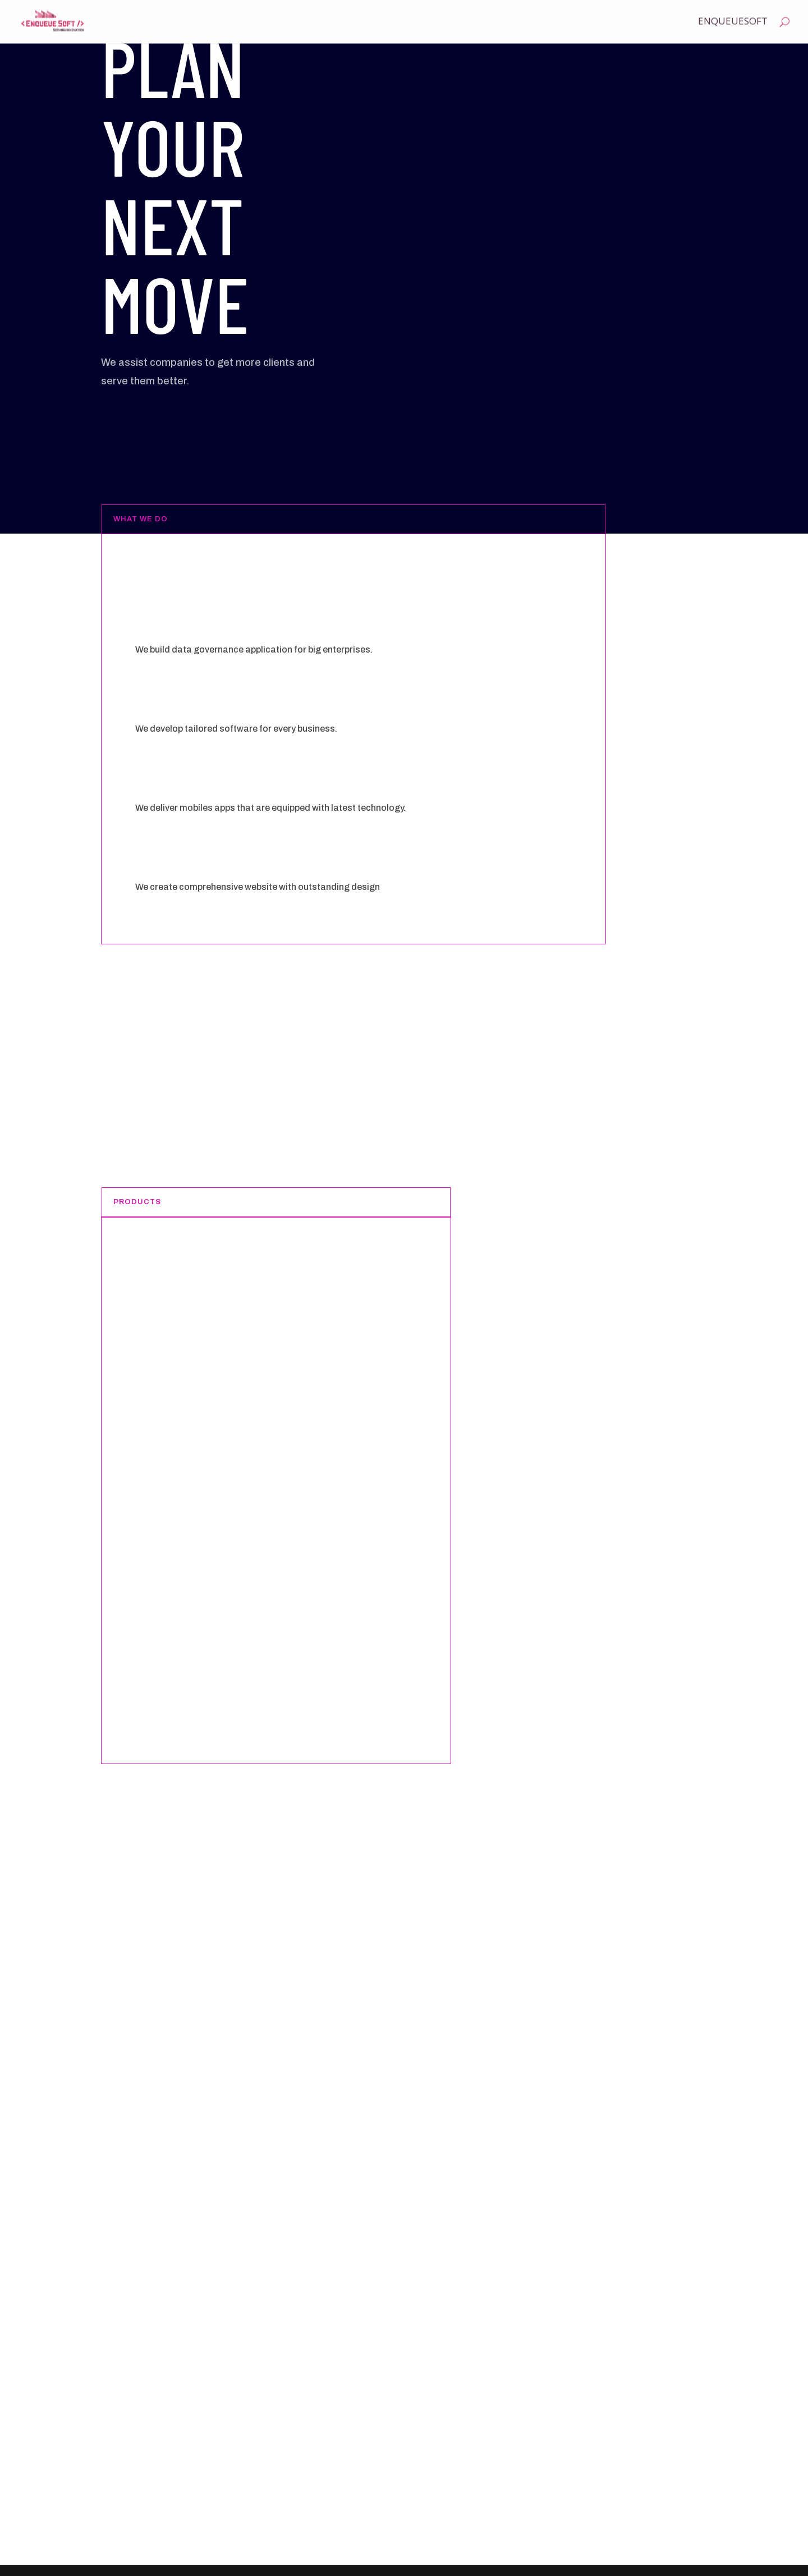 <ENQUEUE SOFT />
SERVING INNOVATION
ENQUEUESOFT
PLAN
YOUR
NEXT
MOVE
We assist companies to get more clients and
serve them better.
WHAT WE DO
We build data governance application for big enterprises.
We develop tailored software for every business.
We deliver mobiles apps that are equipped with latest technology.
We create comprehensive website with outstanding design
PRODUCTS